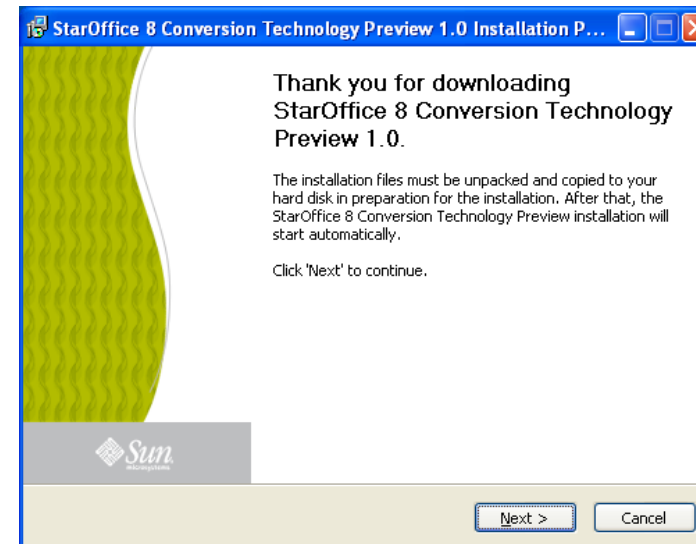 StarOffice 8 Conversion Technology Preview 1.0 Installation P...
Thank you for downloading
StarOffice 8 Conversion Technology
Preview 1.0.
The installation files must be unpacked and copied to your
hard disk in preparation for the installation. After that, the
StarOffice 8 Conversion Technology Preview installation will
start automatically.
Click 'Next' to continue.
Sun
microsystems
Next >
Cancel